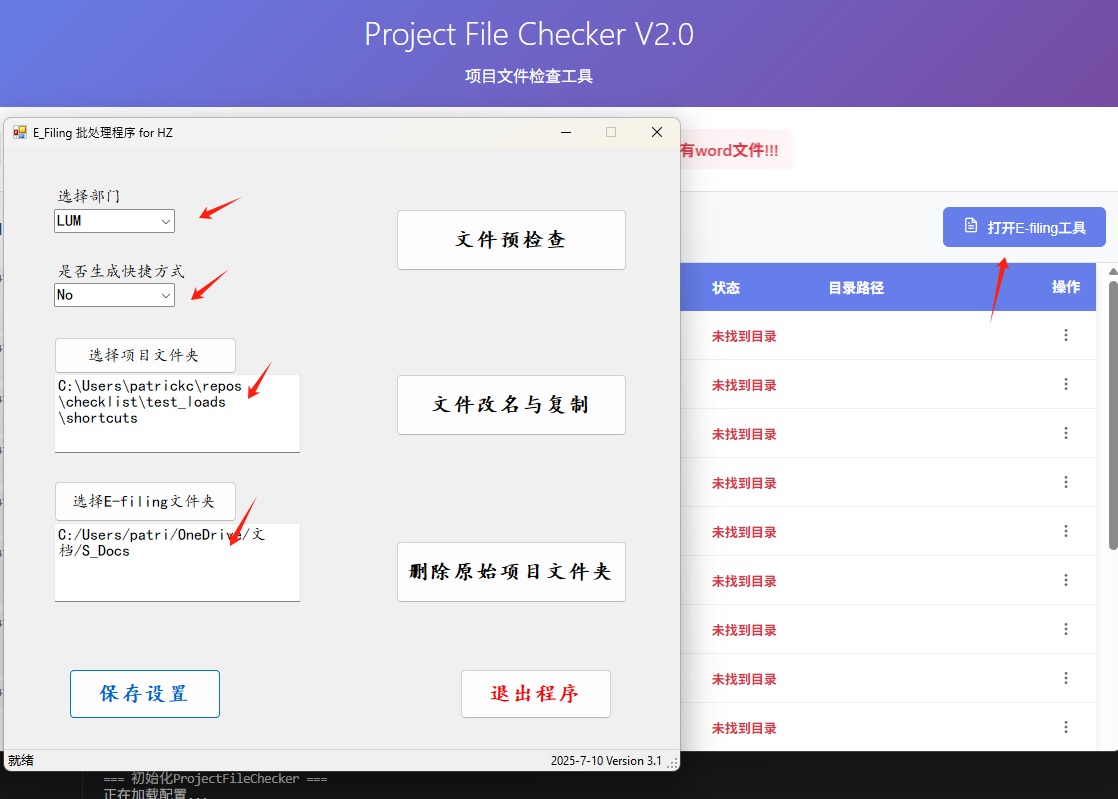 Project File Checker V2.0
项目文件检查工具
E_Filing 批处理程序 for HZ
有word文件!!!
选择部门
LUM
文件预检查
打开E-filing工具
是否生成快捷方式
No
状态
目录路径
操作
选择项目文件夹
C:\Users\patrickc\repos
\checklist\test_loads
\shortcuts
文件改名与复制
选择E-filing文件夹
C:/Users/patri/OneDrive/文
档/S_Docs
删除原始项目文件夹
未找到目录
未找到目录
未找到目录
未找到目录
未找到目录
未找到目录
未找到目录
未找到目录
未找到目录
保存设置
退出程序
就绪
2025-7-10 Version 3.1
=== 初始化ProjectFileChecker ===
正在加载配置...